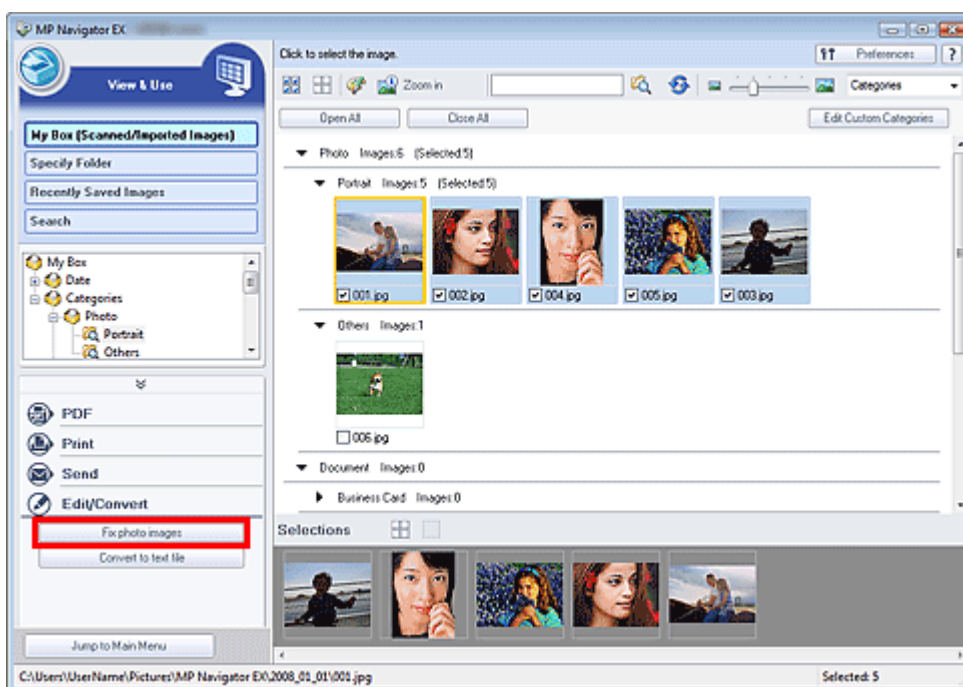 MP Navigator EX
Click to select the image.
Preferences
?
View & Use
Zoom in
Categories
Open All
Close All
Edit Custom Categories
My Box (Scanned/Imported Images)
Specify Folder
Recently Saved Images
Search
My Box
Date
Categories
Photo
Portrait
Others
Photo Images:6 (Selected:5)
Portrait Images:5 (Selected:5)
001.jpg
002.jpg
004.jpg
005.jpg
003.jpg
Others Images:1
006.jpg
Document Images:0
Business Card Images:0
PDF
Print
Send
Edit/Convert
Fix photo images
Convert to text file
Jump to Main Menu
Selections
C:\Users\UserName\Pictures\MP Navigator EX\2008_01_01\001.jpg
Selected: 5